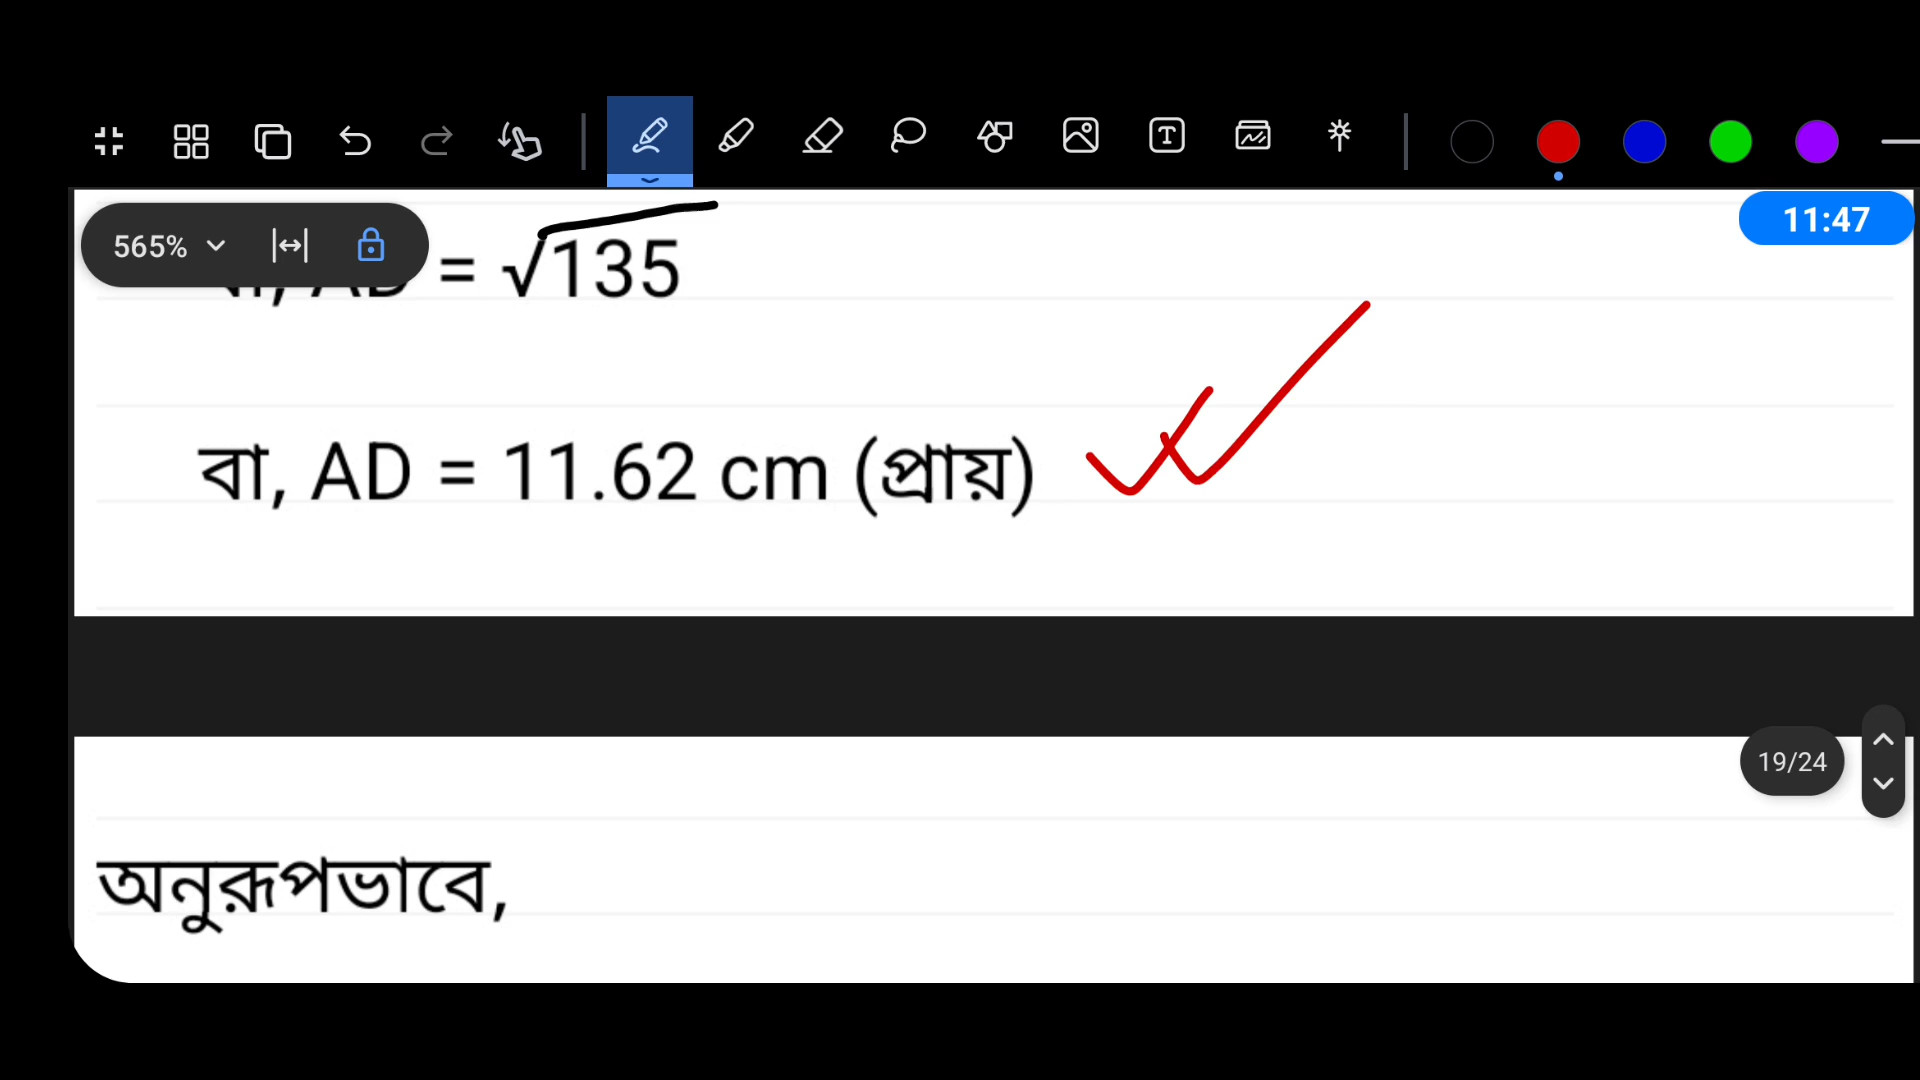 11:47
565%
= √135
বা, AD = 11.62 cm (প্রায়)
19/24
অনুরূপভাবে,